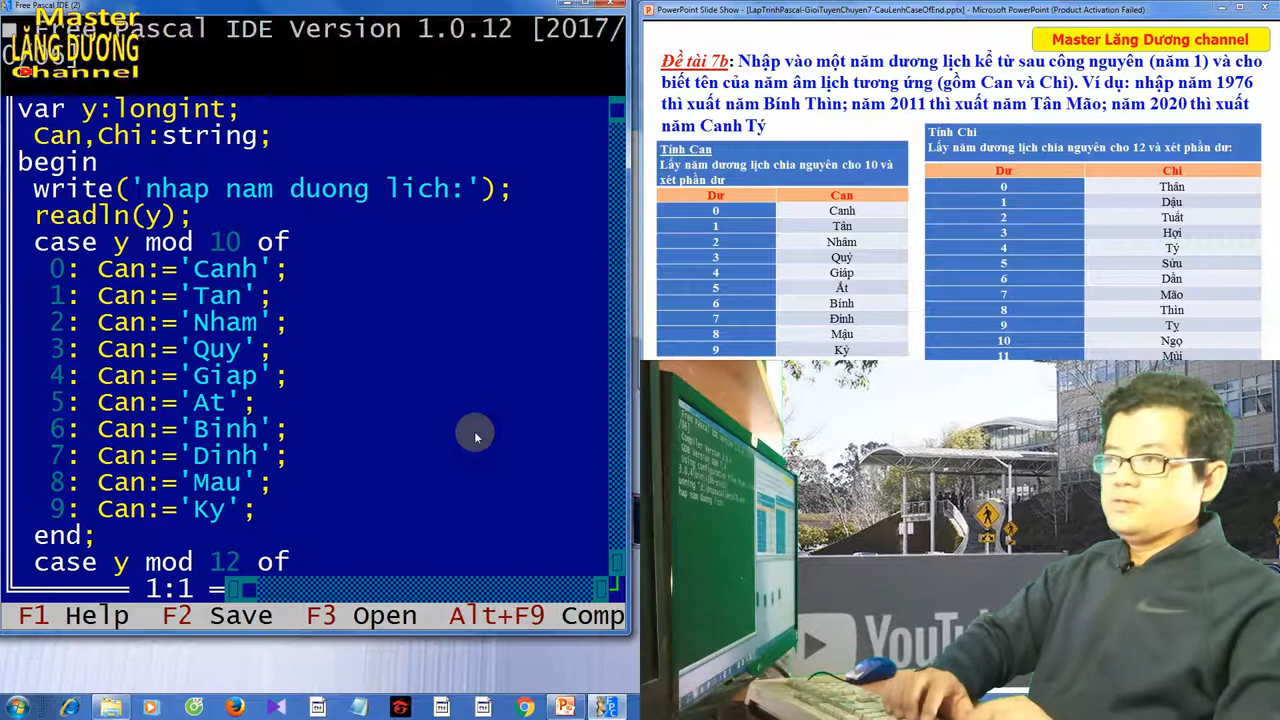 Free Pascal IDE (2)
Free Pascal IDE Version 1.0.12 [2017/
Master
LĂNG DƯƠNG
Channel
var y:longint;
Can,Chi:string;
begin
write('nhap nam duong lich:');
readln(y);
case y mod 10 of
0: Can:='Canh';
1: Can:='Tan';
2: Can:='Nham';
3: Can:='Quy';
4: Can:='Giap';
5: Can:='At';
6: Can:='Binh';
7: Can:='Dinh';
8: Can:='Mau';
9: Can:='Ky';
end;
case y mod 12 of
1:1
F1 Help F2 Save F3 Open Alt+F9 Comp
PowerPoint Slide Show - [LapTrinhPascal-GioiTuyenChuyen7-CauLenhCaseOfEnd.pptx] - Microsoft PowerPoint (Product Activation Failed)
Master Lăng Dương channel
Đề tài 7b: Nhập vào một năm dương lịch kể từ sau công nguyên (năm 1) và cho
biết tên của năm âm lịch tương ứng (gồm Can và Chi). Ví dụ: nhập năm 1976
thì xuất năm Bính Thìn; năm 2011 thì xuất năm Tân Mão; năm 2020 thì xuất
năm Canh Tý
Tính Can
Lấy năm dương lịch chia nguyên cho 10 và
xét phần dư
Dư Can
0 Canh
1 Tân
2 Nhâm
3 Quý
4 Giáp
5 Ất
6 Bính
7 Đinh
8 Mậu
9 Kỷ
Tính Chi
Lấy năm dương lịch chia nguyên cho 12 và xét phần dư:
Dư Chi
0 Thân
1 Dậu
2 Tuất
3 Hợi
4 Tý
5 Sửu
6 Dần
7 Mão
8 Thìn
9 Tỵ
10 Ngọ
11 Mùi
YouTu